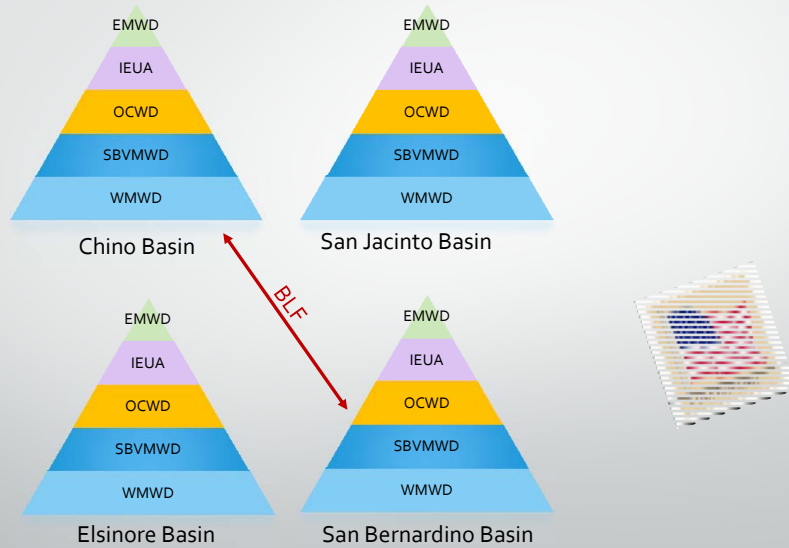 EMWD
IEUA
OCWD
SBVMWD
WMWD
Chino Basin
EMWD
IEUA
OCWD
SBVMWD
WMWD
San Jacinto Basin
BLF
EMWD
IEUA
OCWD
SBVMWD
WMWD
Elsinore Basin
EMWD
IEUA
OCWD
SBVMWD
WMWD
San Bernardino Basin